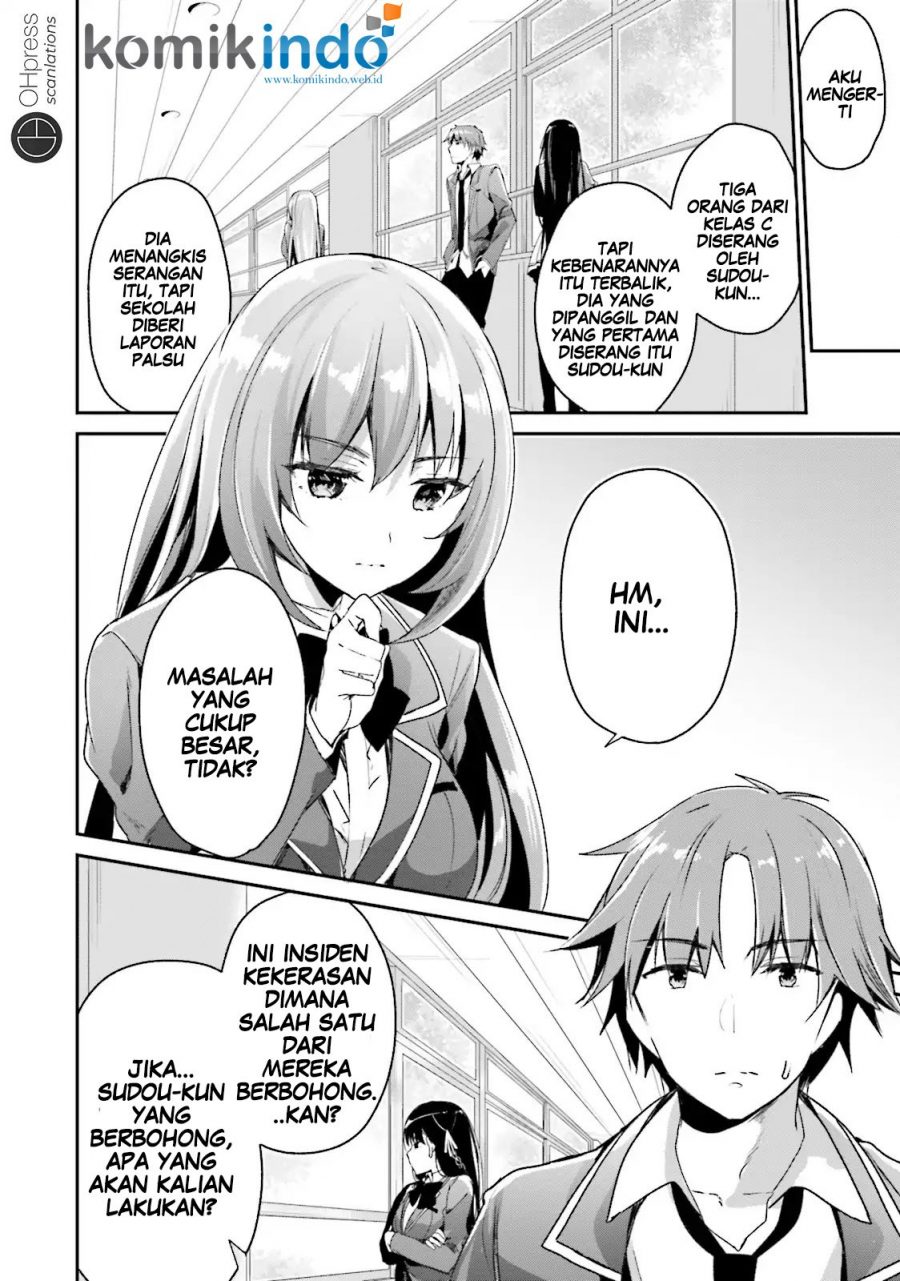 OHpress
scanlations
komikindo
www.komikindo.web.id
AKU
MENGER-
TI
TIGA
ORANG DARI
KELAS C
DISERANG
OLEH
SUDOU-
KUN...
TAPI
KEBENARANNYA
ITU TERBALIK,
DIA YANG
DIPANGGIL DAN
YANG PERTAMA
DISERANG ITU
SUDOU-KUN
DIA
MENANGKIS
SERANGAN
ITU, TAPI
SEKOLAH
DIBERI
LAPORAN
PALSU
HM,
INI...
MASALAH
YANG
CUKUP
BESAR,
TIDAK?
INI INSIDEN
KEKERASAN
DIMANA
SALAH SATU
DARI
MEREKA
BERBOHONG.
..KAN?
JIKA...
SUDOU-KUN
YANG
BERBOHONG,
APA YANG
AKAN KALIAN
LAKUKAN?